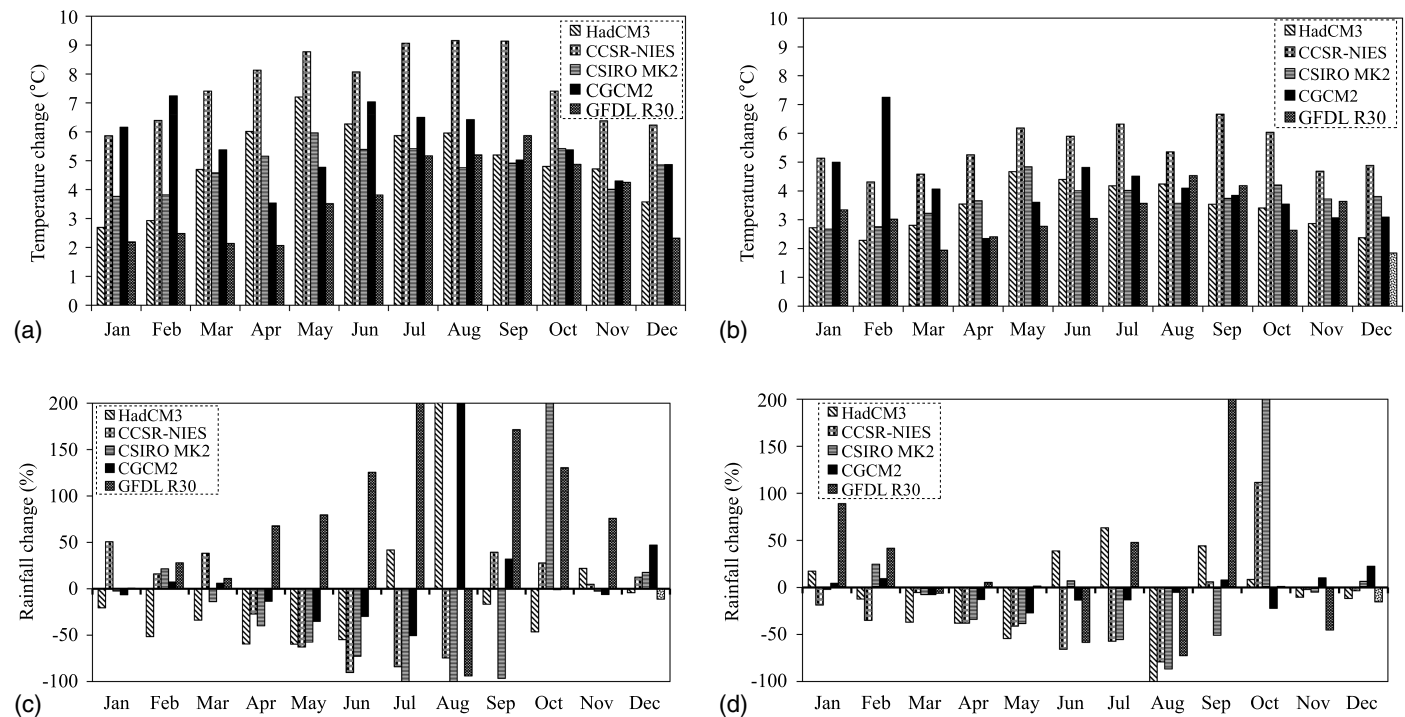 10
9
8
7
6
5
4
3
2
1
0
Temperature change (°C)
HadCM3
CCSR-NIES
CSIRO MK2
CGCM2
GFDL R30
Jan Feb Mar Apr May Jun Jul Aug Sep Oct Nov Dec
(a)
10
9
8
7
6
5
4
3
2
1
0
Temperature change (°C)
HadCM3
CCSR-NIES
CSIRO MK2
CGCM2
GFDL R30
Jan Feb Mar Apr May Jun Jul Aug Sep Oct Nov Dec
(b)
200
150
100
50
0
-50
-100
Rainfall change (%)
HadCM3
CCSR-NIES
CSIRO MK2
CGCM2
GFDL R30
Jan Feb Mar Apr May Jun Jul Aug Sep Oct Nov Dec
(c)
200
150
100
50
0
-50
-100
Rainfall change (%)
HadCM3
CCSR-NIES
CSIRO MK2
CGCM2
GFDL R30
Jan Feb Mar Apr May Jun Jul Aug Sep Oct Nov Dec
(d)